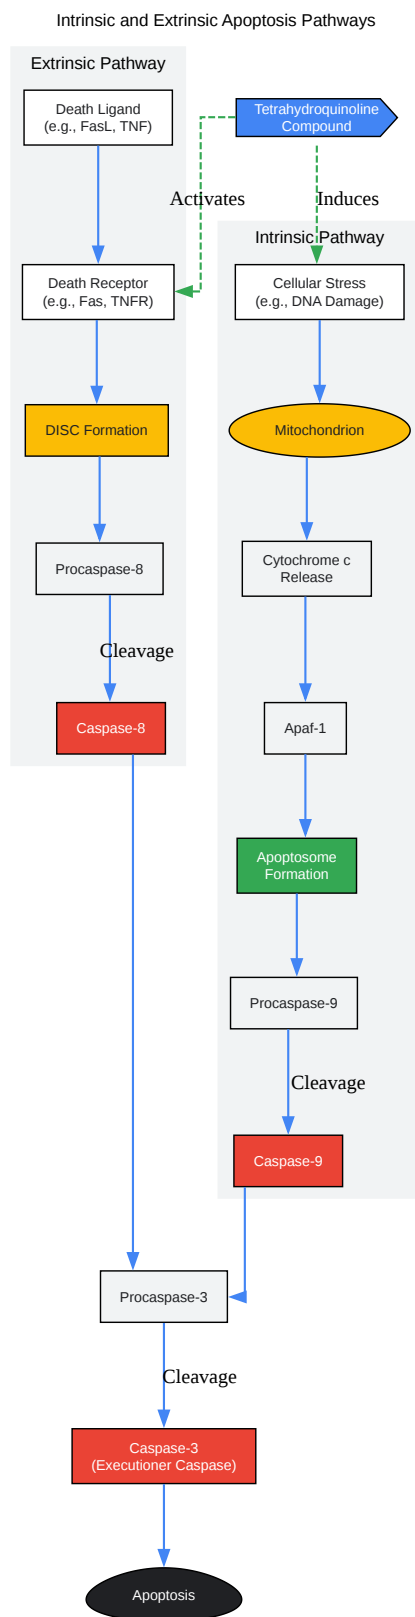 Intrinsic and Extrinsic Apoptosis Pathways
Extrinsic Pathway
Death Ligand
(e.g., FasL, TNF)
Tetrahydroquinoline
Compound
Activates
Induces
Intrinsic Pathway
Death Receptor
(e.g., Fas, TNFR)
Cellular Stress
(e.g., DNA Damage)
DISC Formation
Mitochondrion
Procaspase-8
Cytochrome c
Release
Cleavage
Caspase-8
Apaf-1
Apoptosome
Formation
Procaspase-9
Cleavage
Caspase-9
Procaspase-3
Cleavage
Caspase-3
(Executioner Caspase)
Apoptosis